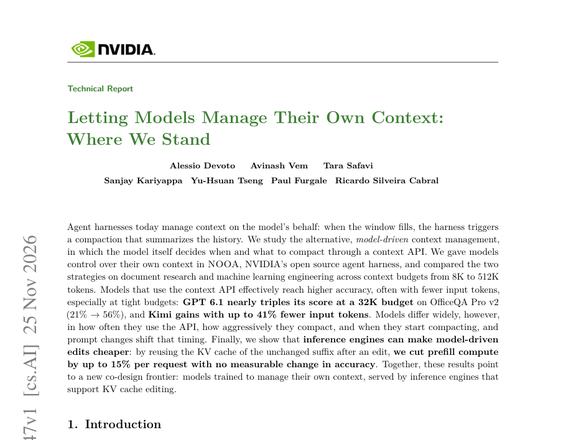 NVIDIA.
Technical Report
Letting Models Manage Their Own Context:
Where We Stand
Alessio Devoto Avinash Vem Tara Safavi
Sanjay Kariyappa Yu-Hsuan Tseng Paul Furgale Ricardo Silveira Cabral
Agent harnesses today manage context on the model's behalf: when the window fills, the harness triggers
a compaction that summarizes the history. We study the alternative, model-driven context management,
in which the model itself decides when and what to compact through a context API. We gave models
control over their own context in NOOA, NVIDIA's open source agent harness, and compared the two
strategies on document research and machine learning engineering across context budgets from 8K to 512K
tokens. Models that use the context API effectively reach higher accuracy, often with fewer input tokens,
especially at tight budgets: GPT 6.1 nearly triples its score at a 32K budget on OfficeQA Pro v2
(21% → 56%), and Kimi gains with up to 41% fewer input tokens. Models differ widely, however,
in how often they use the API, how aggressively they compact, and when they start compacting, and
prompt changes shift that timing. Finally, we show that inference engines can make model-driven
edits cheaper: by reusing the KV cache of the unchanged suffix after an edit, we cut prefill compute
by up to 15% per request with no measurable change in accuracy. Together, these results point
to a new co-design frontier: models trained to manage their own context, served by inference engines that
support KV cache editing.
1. Introduction
47v1 [cs.AI] 25 Nov 2026